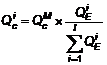 Q_c^i = Q_c^M × Q_E^i / ∑_{i=1}^{I} Q_E^i